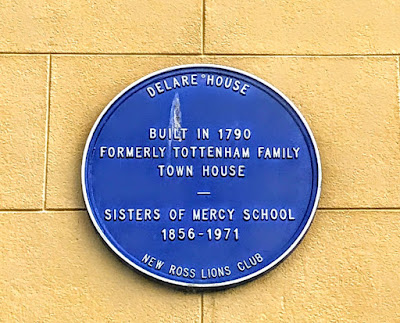 DELARE HOUSE
BUILT IN 1790
FORMERLY TOTTENHAM FAMILY
TOWN HOUSE
—
SISTERS OF MERCY SCHOOL
1856-1971
NEW ROSS LIONS CLUB